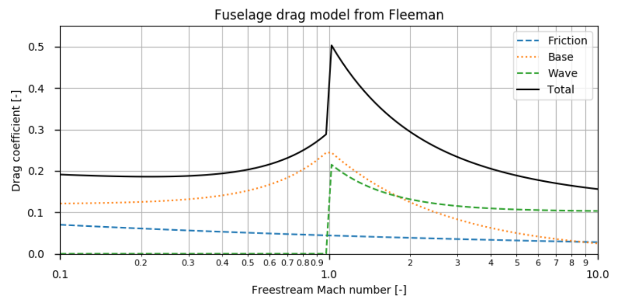 Fuselage drag model from Fleeman
Friction
Base
Wave
Total
Drag coefficient [-]
0.5
0.4
0.3
0.2
0.1
0.0
0.2 0.3 0.4 0.5 0.6 0.7 0.8 0.9 2 3 4 5 6 7 8 9
0.1 1.0 10.0
Freestream Mach number [-]